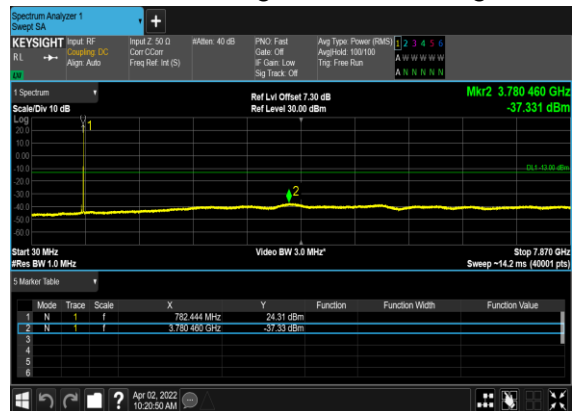 Spectrum Analyzer 1
Swept SA
+
KEYSIGHT Input: RF Input Z: 50 Ω #Atten: 40 dB PNO: Fast Avg Type: Power (RMS) 1 2 3 4 5 6
RL Coupling: DC Corr CCorr Gate: Off Avg|Hold: 100/100 A W W W W W
Align: Auto Freq Ref: Int (S) IF Gain: Low Trig: Free Run
Sig Track: Off A N N N N N
LW
1 Spectrum Ref Lvl Offset 7.30 dB Mkr2 3.780 460 GHz
Scale/Div 10 dB Ref Level 30.00 dBm -37.331 dBm
Log
20.0
10.0
0.00
-10.0
-20.0
-30.0
-40.0
-50.0
-60.0
1
DL1 -13.00 dBm
2
Start 30 MHz Video BW 3.0 MHz* Stop 7.870 GHz
#Res BW 1.0 MHz Sweep ~14.2 ms (40001 pts)
5 Marker Table
Mode Trace Scale X Y Function Function Width Function Value
1 N 1 f 782.444 MHz 24.31 dBm
2 N 1 f 3.780 460 GHz -37.33 dBm
3
4
5
6
? Apr 02, 2022
10:20:50 AM